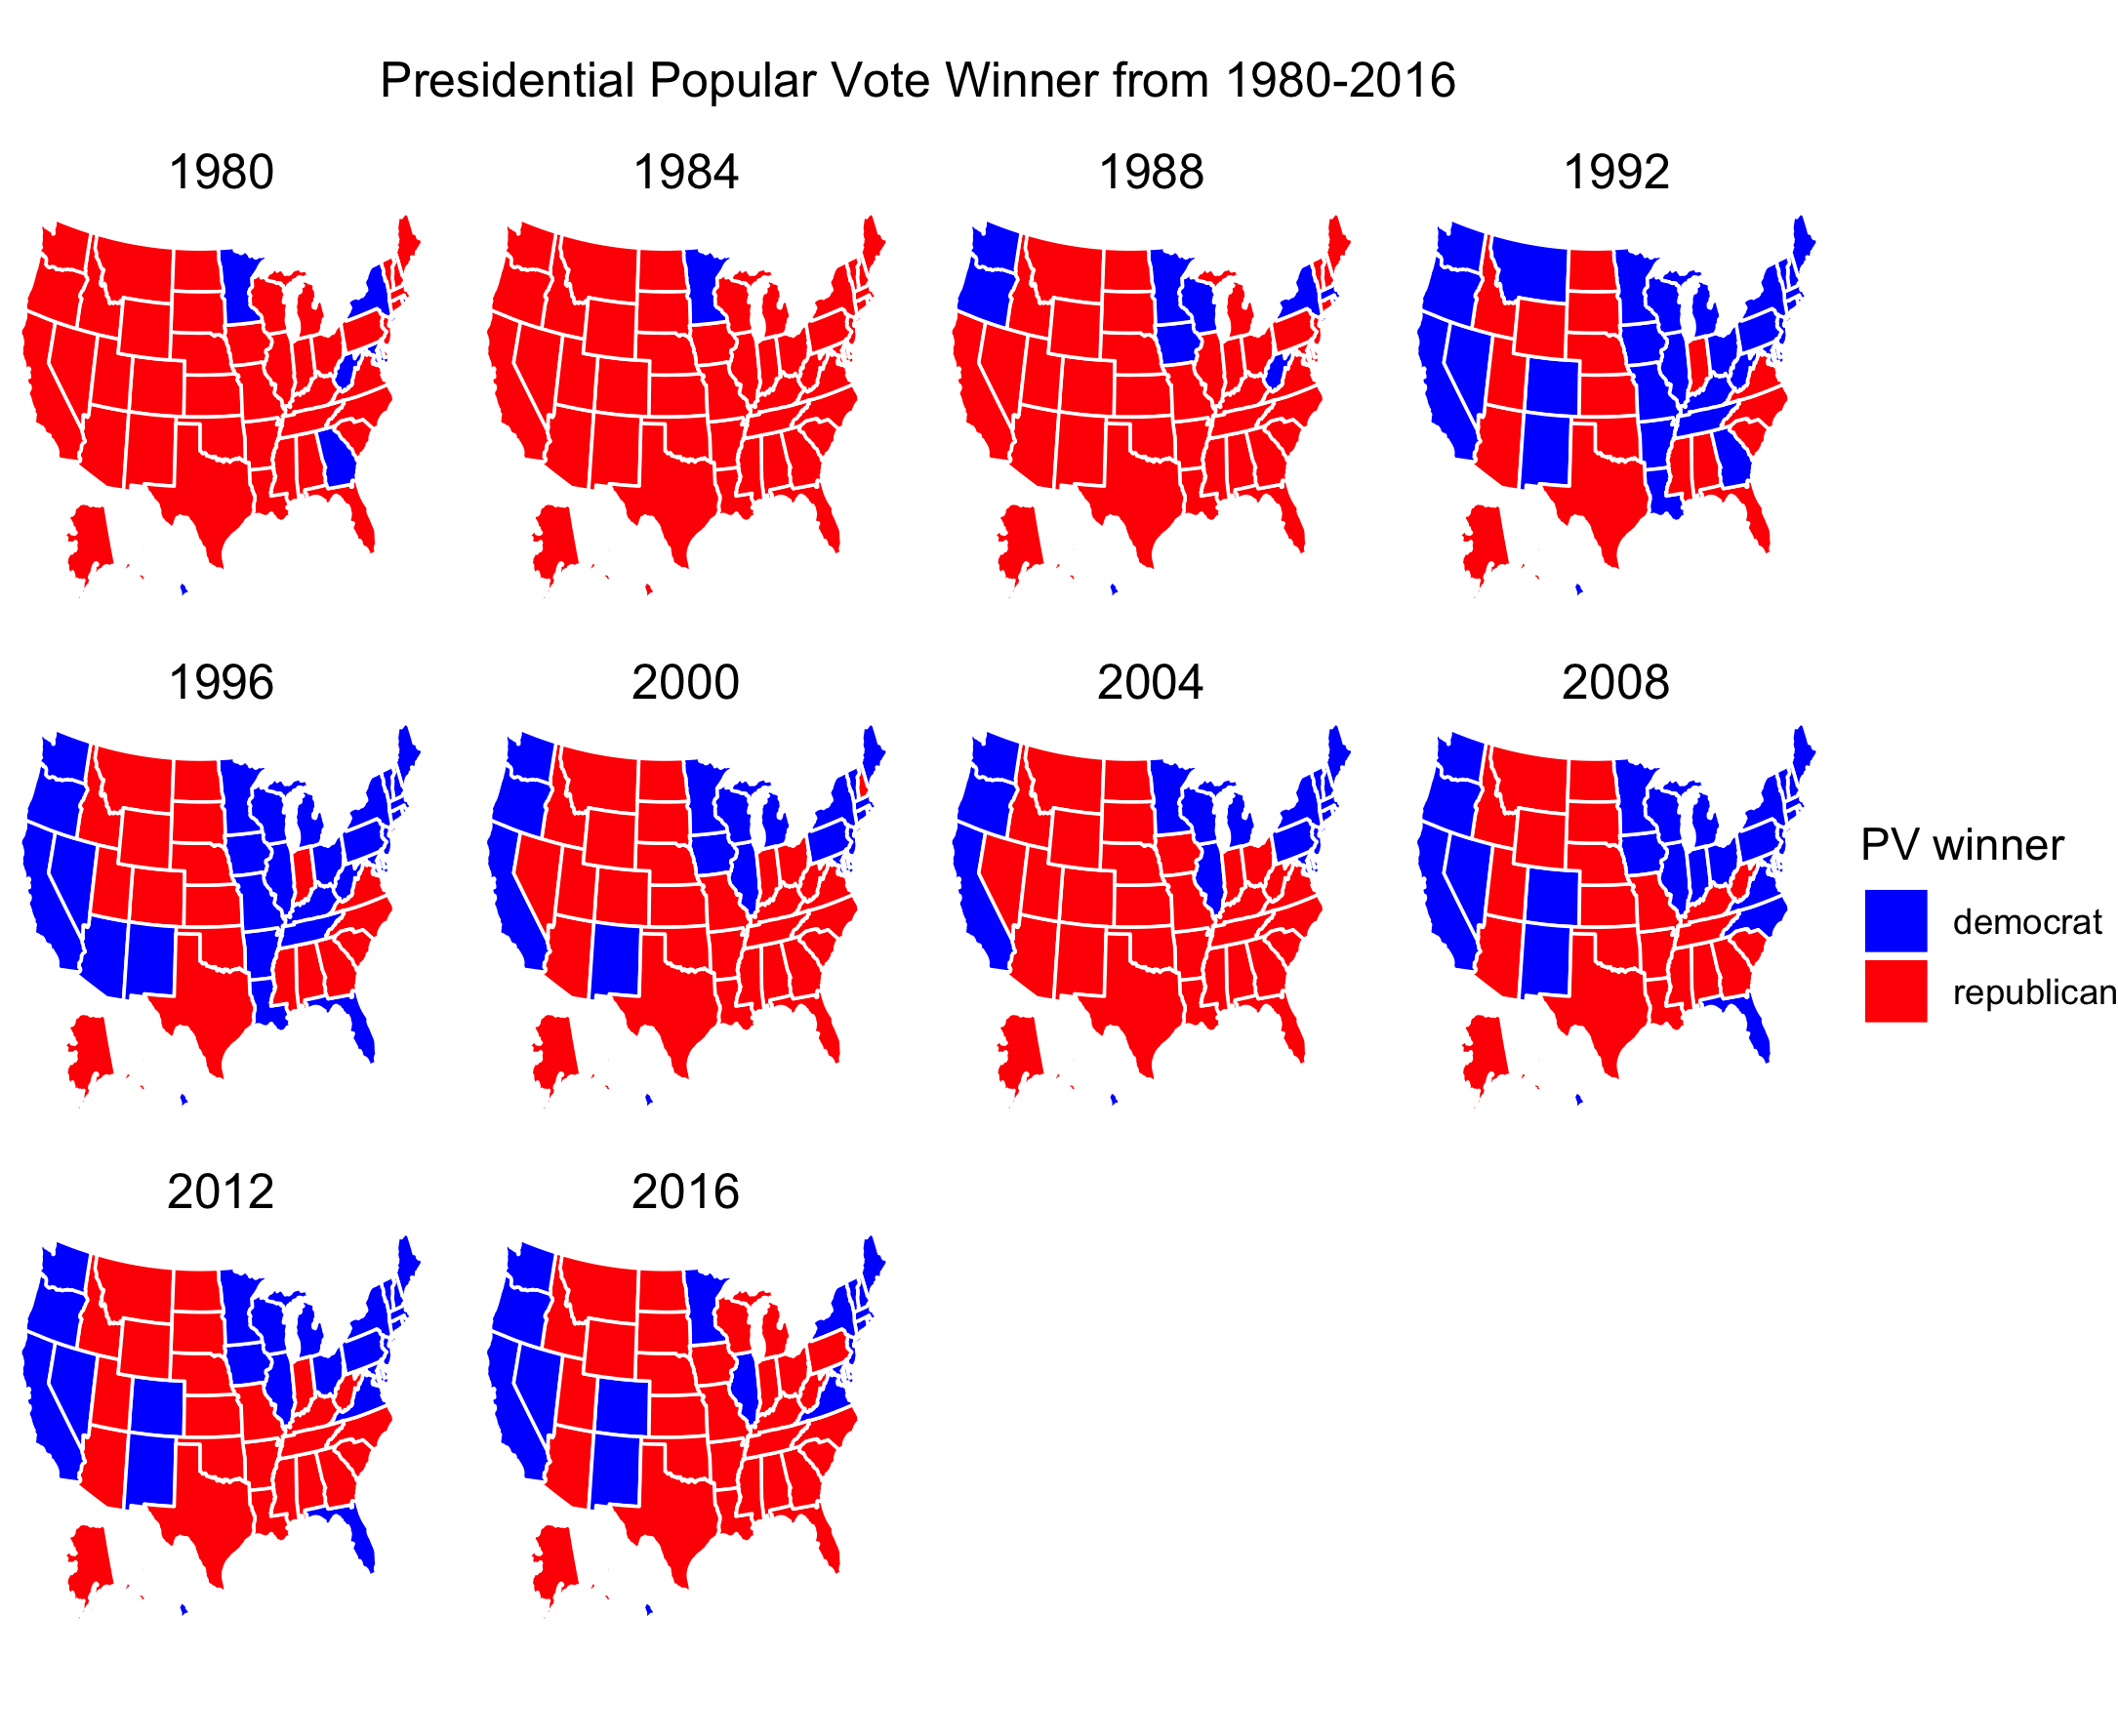 Presidential Popular Vote Winner from 1980-2016
1980
1984
1988
1992
1996
2000
2004
2008
PV winner
democrat
republican
2012
2016